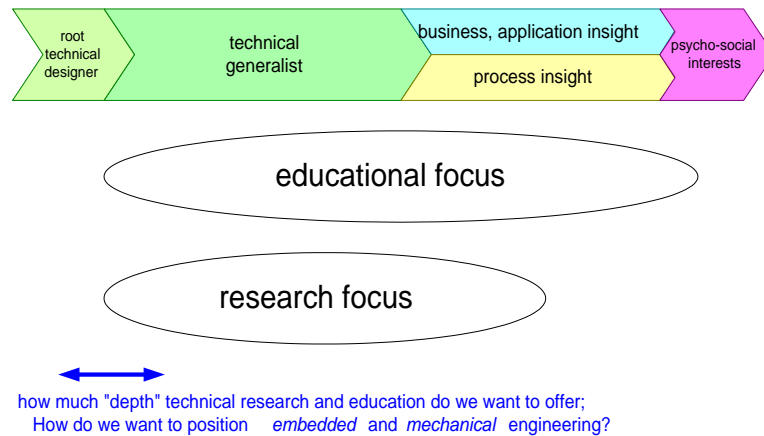 root
technical
designer
technical
generalist
business, application insight
process insight
psycho-social
interests
educational focus
research focus
how much "depth" technical research and education do we want to offer;
How do we want to position embedded and mechanical engineering?